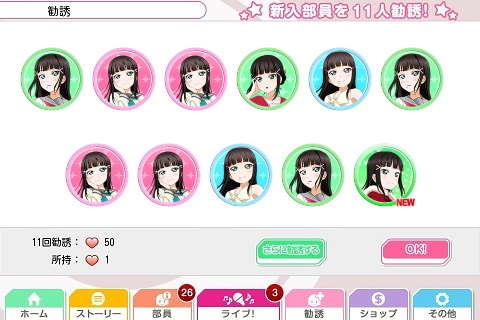 勧誘
新入部員を11人勧誘!
NEW
11回勧誘: 50
所持: 1
さらに勧誘する
OK!
26
3
ホーム
ストーリー
部員
ライブ!
勧誘
ショップ
その他